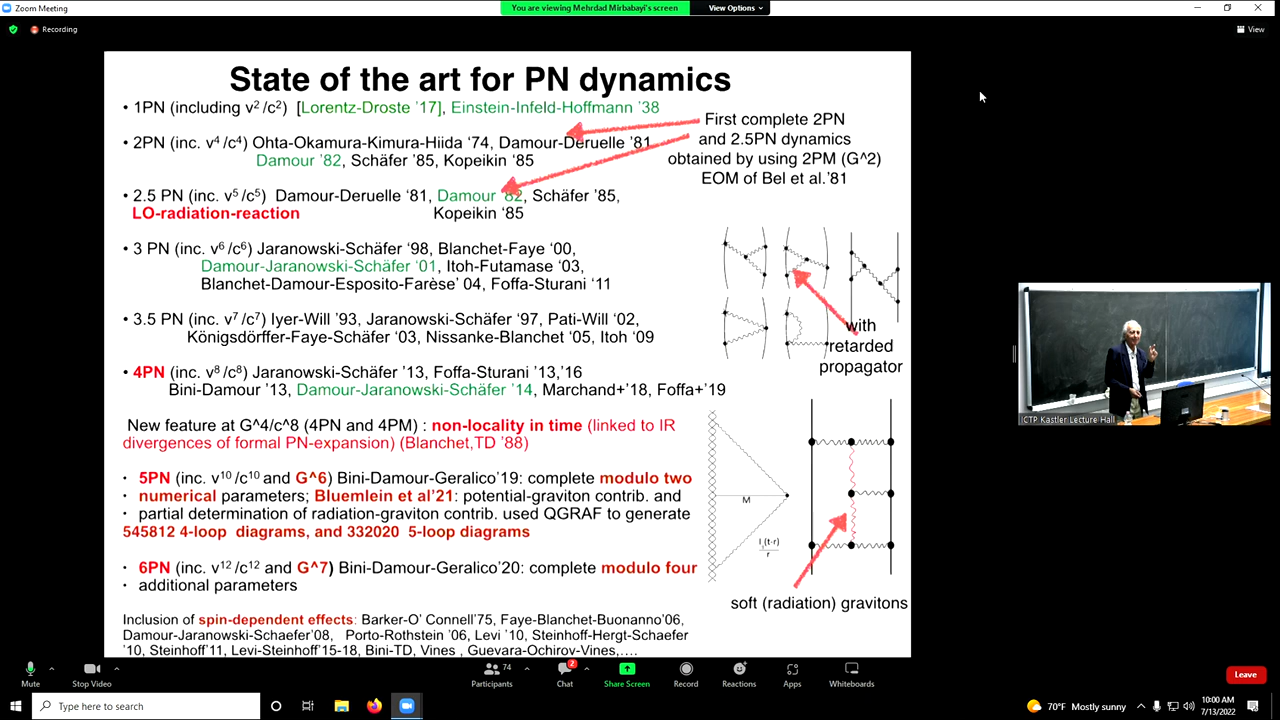 Zoom Meeting
You are viewing Mehrdad Mirbabayi's screen
View Options
Recording
View
State of the art for PN dynamics
• 1PN (including v²/c²) [Lorentz-Droste '17], Einstein-Infeld-Hoffmann '38
• 2PN (inc. v⁴/c⁴) Ohta-Okamura-Kimura-Hiida '74, Damour-Deruelle '81
Damour '82, Schäfer '85, Kopeikin '85
• 2.5 PN (inc. v⁵/c⁵) Damour-Deruelle '81, Damour '82, Schäfer '85,
LO-radiation-reaction Kopeikin '85
• 3 PN (inc. v⁶/c⁶) Jaranowski-Schäfer '98, Blanchet-Faye '00,
Damour-Jaranowski-Schäfer '01, Itoh-Futamase '03,
Blanchet-Damour-Esposito-Farèse' 04, Foffa-Sturani '11
• 3.5 PN (inc. v⁷/c⁷) Iyer-Will '93, Jaranowski-Schäfer '97, Pati-Will '02,
Königsdörffer-Faye-Schäfer '03, Nissanke-Blanchet '05, Itoh '09
• 4PN (inc. v⁸/c⁸) Jaranowski-Schäfer '13, Foffa-Sturani '13,'16
Bini-Damour '13, Damour-Jaranowski-Schäfer '14, Marchand+'18, Foffa+'19
New feature at G^4/c^8 (4PN and 4PM) : non-locality in time (linked to IR
divergences of formal PN-expansion) (Blanchet,TD '88)
• 5PN (inc. v¹⁰/c¹⁰ and G^6) Bini-Damour-Geralico'19: complete modulo two
• numerical parameters; Bluemlein et al'21: potential-graviton contrib. and
• partial determination of radiation-graviton contrib. used QGRAF to generate
545812 4-loop diagrams, and 332020 5-loop diagrams
• 6PN (inc. v¹²/c¹² and G^7) Bini-Damour-Geralico'20: complete modulo four
• additional parameters
Inclusion of spin-dependent effects: Barker-O' Connell'75, Faye-Blanchet-Buonanno'06,
Damour-Jaranowski-Schaefer'08, Porto-Rothstein '06, Levi '10, Steinhoff-Hergt-Schaefer
'10, Steinhoff'11, Levi-Steinhoff'15-18, Bini-TD, Vines , Guevara-Ochirov-Vines,….
First complete 2PN
and 2.5PN dynamics
obtained by using 2PM (G^2)
EOM of Bel et al.'81
with
retarded
propagator
M
soft (radiation) gravitons
ICTP Kastler Lecture Hall
Mute
Stop Video
Participants
74
Chat
2
Share Screen
Record
Reactions
Apps
Whiteboards
Leave
Type here to search
70°F Mostly sunny
10:00 AM
7/13/2022